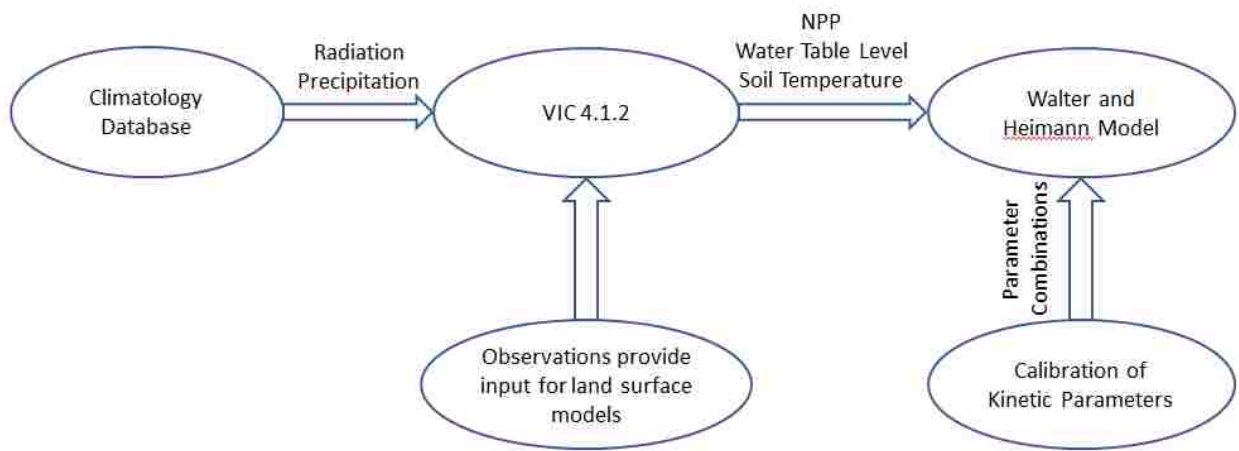 Climatology
Database
Radiation
Precipitation
VIC 4.1.2
NPP
Water Table Level
Soil Temperature
Walter and
Heimann Model
Parameter
Combinations
Observations provide
input for land surface
models
Calibration of
Kinetic Parameters